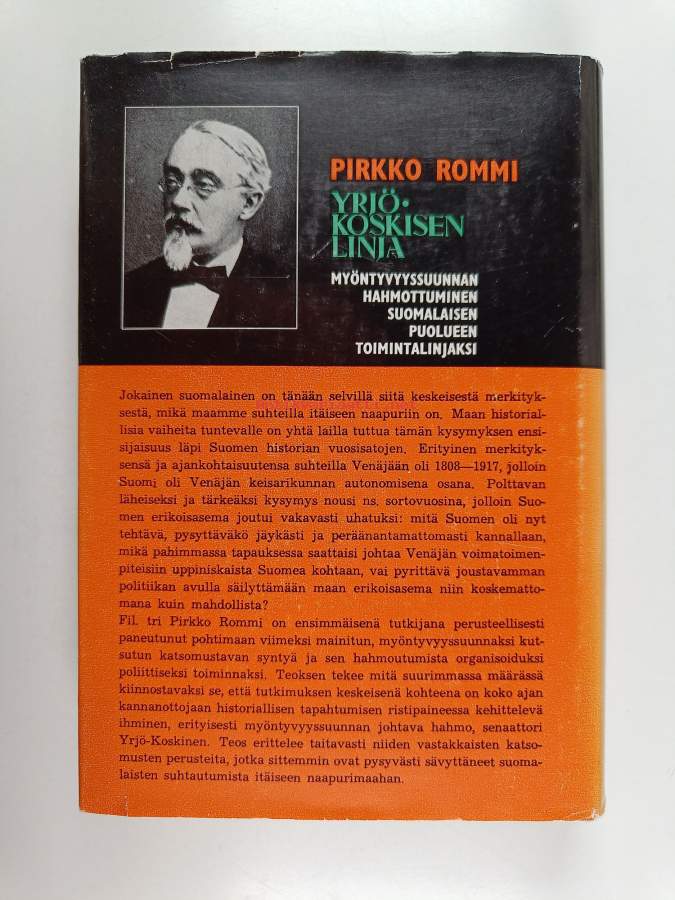 PIRKKO ROMMI
YRJÖ-
KOSKISEN
LINJA
MYÖNTYVYYSSUUNNAN
HAHMOTTUMINEN
SUOMALAISEN
PUOLUEEN
TOIMINTALINJAKSI
Jokainen suomalainen on tänään selvillä siitä keskeisestä merkityk-
sestä, mikä maamme suhteilla itäiseen naapuriin on. Maan historial-
lisia vaiheita tuntevalle on yhtä lailla tuttua tämän kysymyksen ensi-
sijaisuus läpi Suomen historian vuosisatojen. Erityinen merkityk-
sensä ja ajankohtaisuutensa suhteilla Venäjään oli 1808—1917, jolloin
Suomi oli Venäjän keisarikunnan autonomisena osana. Polttavan
läheiseksi ja tärkeäksi kysymys nousi ns. sortovuosina, jolloin Suo-
men erikoisasema joutui vakavasti uhatuksi: mitä Suomen oli nyt
tehtävä, pysyttäväkö jäykästi ja peräänantamattomasti kannallaan,
mikä pahimmassa tapauksessa saattaisi johtaa Venäjän voimatoimen-
piteisiin uppiniskaista Suomea kohtaan, vai pyrittävä joustavamman
politiikan avulla säilyttämään maan erikoisasema niin koskematto-
mana kuin mahdollista?
Fil. tri Pirkko Rommi on ensimmäisenä tutkijana perusteellisesti
paneutunut pohtimaan viimeksi mainitun, myöntyvyyssuunnaksi kut-
sutun katsomustavan syntyä ja sen hahmoutumista organisoiduksi
poliittiseksi toiminnaksi. Teoksen tekee mitä suurimmassa määrässä
kiinnostavaksi se, että tutkimuksen keskeisenä kohteena on koko ajan
kannanottojaan historiallisen tapahtumisen ristipaineessa kehittelevä
ihminen, erityisesti myöntyvyyssuunnan johtava hahmo, senaattori
Yrjö-Koskinen. Teos erittelee taitavasti niiden vastakkaisten katso-
musten perusteita, jotka sittemmin ovat pysyvästi sävyttäneet suoma-
laisten suhtautumista itäiseen naapurimaahan.